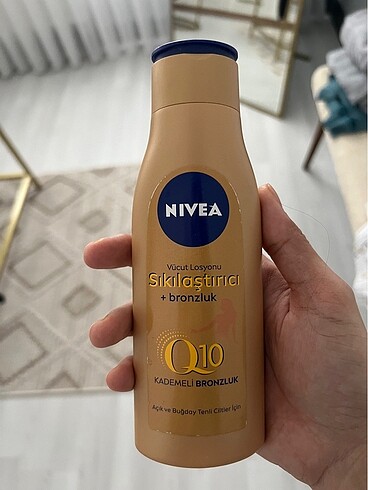 NIVEA
Vücut Losyonu
Sıkılaştırıcı
+ bronzluk
Q10
KADEMELİ BRONZLUK
Açık ve Buğday Tenli Ciltler İçin